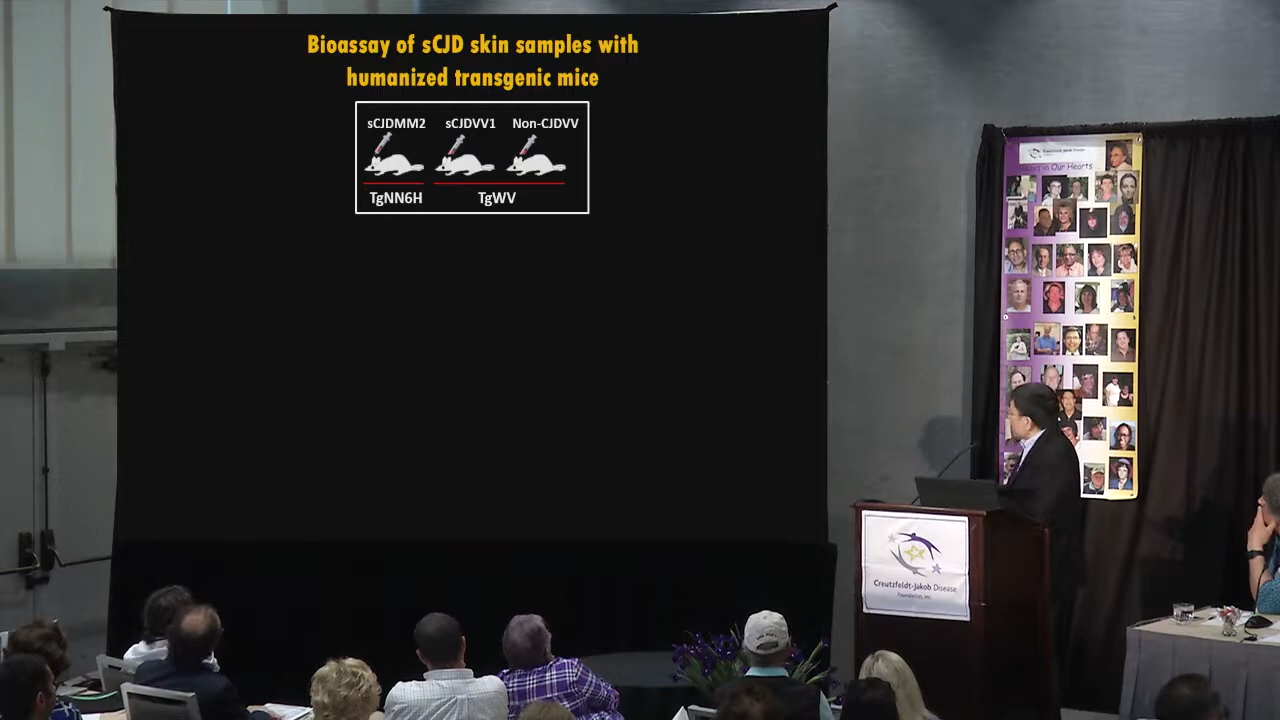 Bioassay of sCJD skin samples with
humanized transgenic mice
sCJDMM2 sCJDVV1 Non-CJDVV
TgNN6H TgWV
in Our Hearts
Creutzfeldt-Jakob Disease
Foundation, Inc.